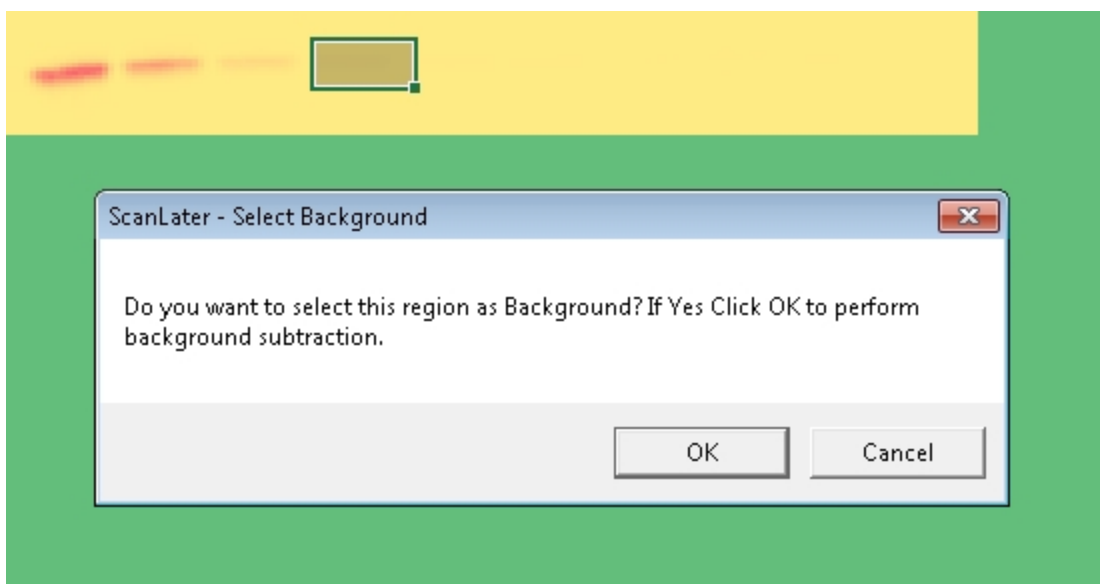 ScanLater - Select Background
Do you want to select this region as Background? If Yes Click OK to perform
background subtraction.
OK
Cancel